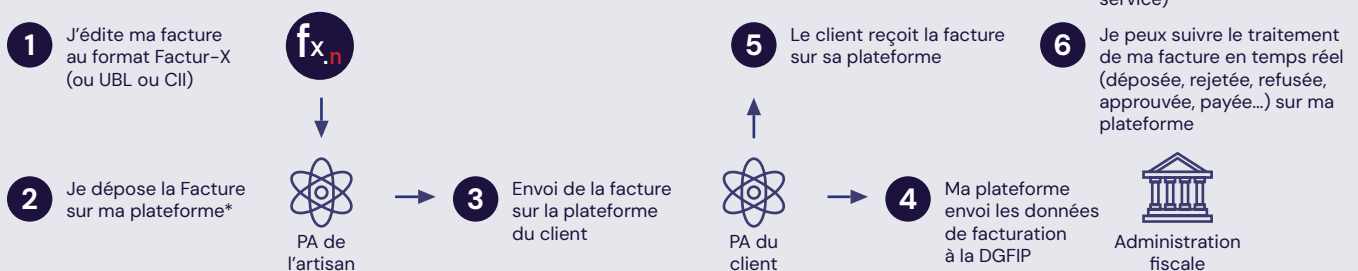 service)
1
J'édite ma facture
au format Factur-X
(ou UBL ou CII)
fx.n
5
Le client reçoit la facture
sur sa plateforme
6
Je peux suivre le traitement
de ma facture en temps réel
(déposée, rejetée, refusée,
approuvée, payée…) sur ma
plateforme
2
Je dépose la Facture
sur ma plateforme*
PA de
l'artisan
3
Envoi de la facture
sur la plateforme
du client
PA du
client
4
Ma plateforme
envoi les données
de facturation
à la DGFIP
Administration
fiscale